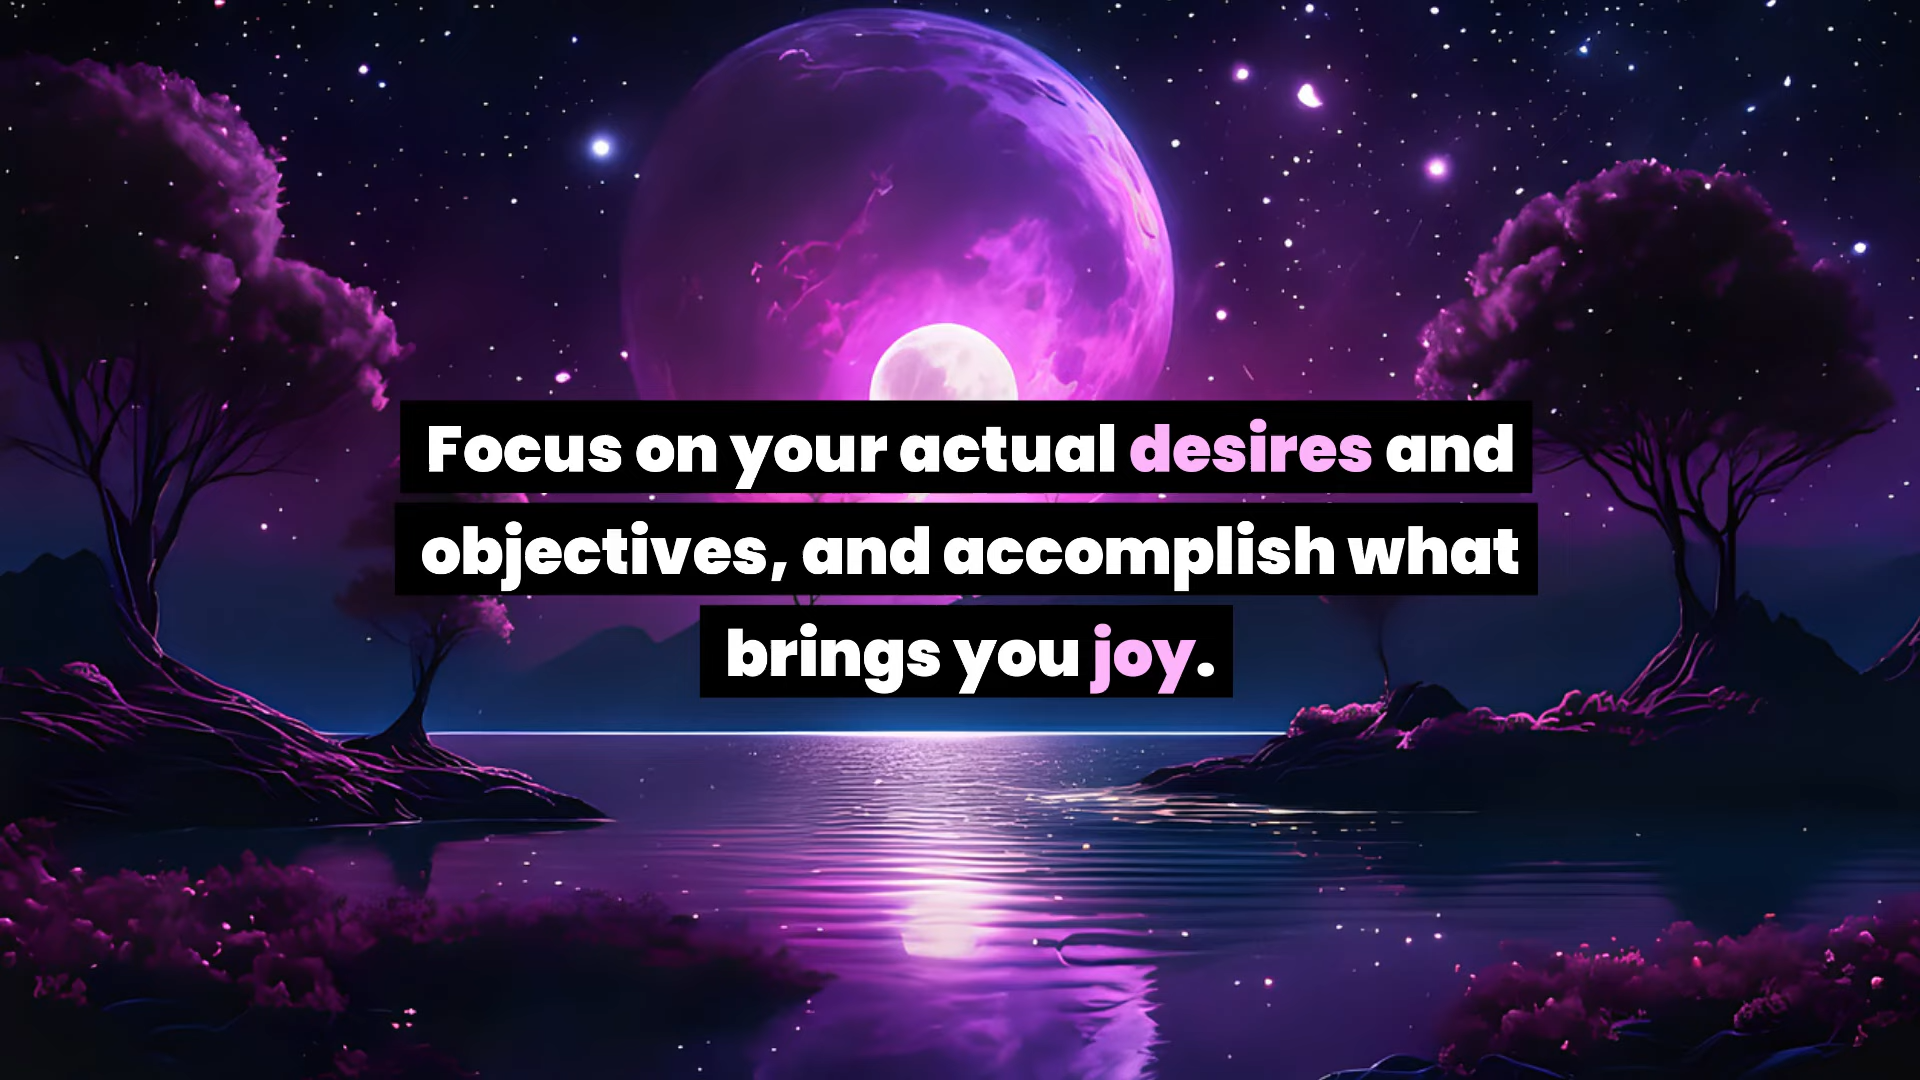 Focus on your actual desires and
objectives, and accomplish what
brings you joy.